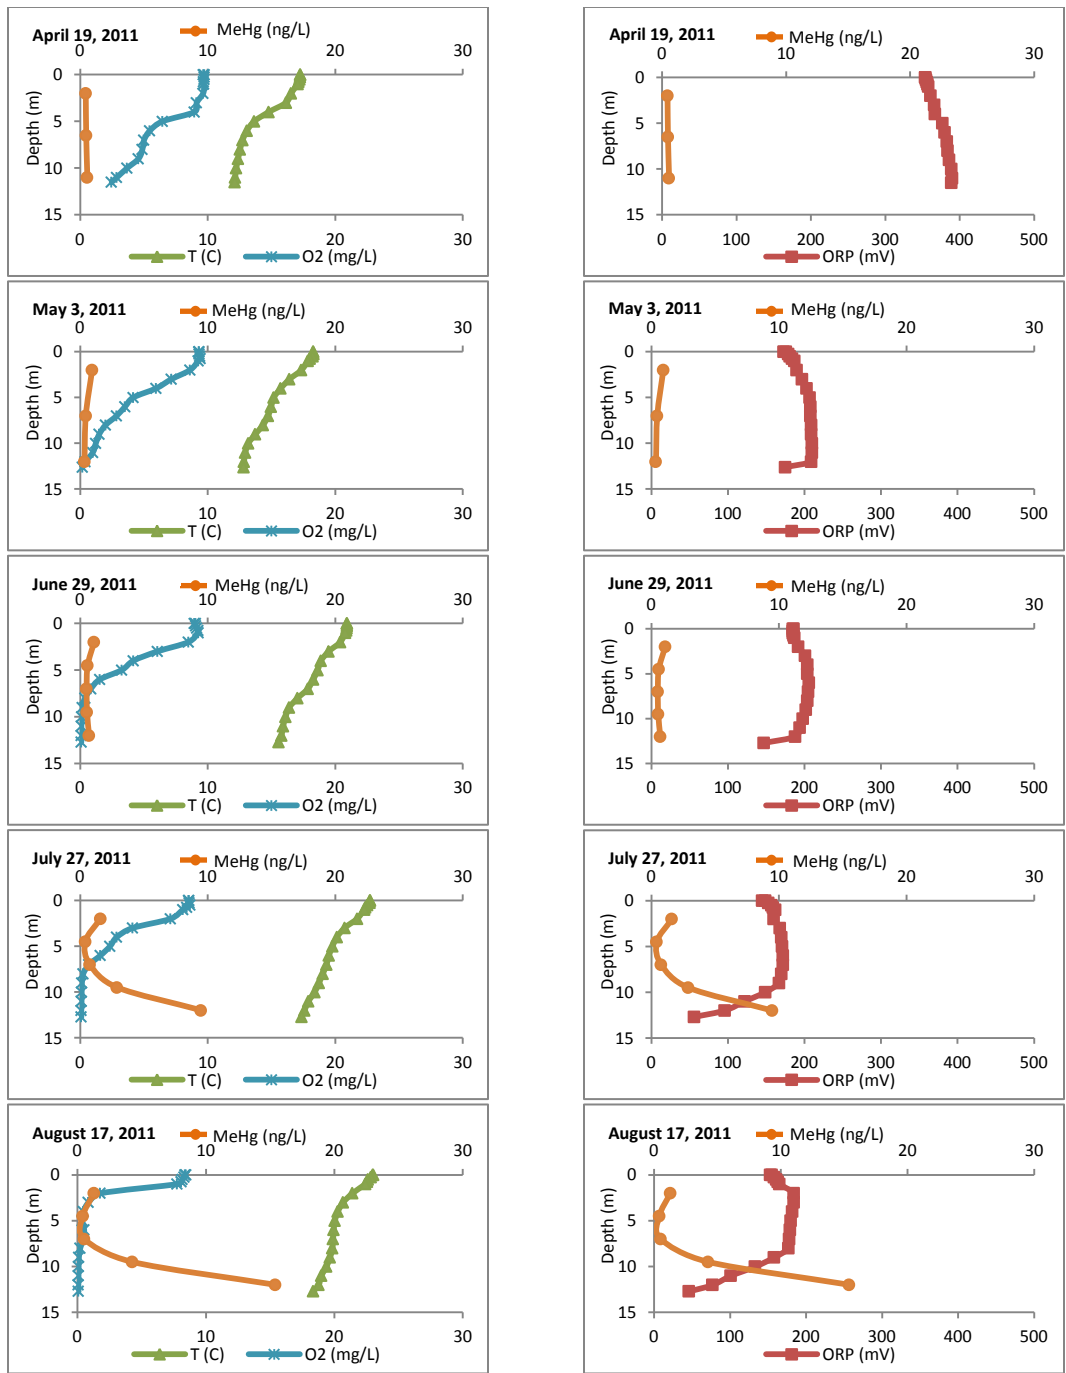 April 19, 2011 MeHg (ng/L)
0 10 20 30
Depth (m)
0
5
10
15
0 10 20 30
T (C) O2 (mg/L)
April 19, 2011 MeHg (ng/L)
0 10 20 30
Depth (m)
0
5
10
15
0 100 200 300 400 500
ORP (mV)
May 3, 2011 MeHg (ng/L)
0 10 20 30
Depth (m)
0
5
10
15
0 10 20 30
T (C) O2 (mg/L)
May 3, 2011 MeHg (ng/L)
0 10 20 30
Depth (m)
0
5
10
15
0 100 200 300 400 500
ORP (mV)
June 29, 2011 MeHg (ng/L)
0 10 20 30
Depth (m)
0
5
10
15
0 10 20 30
T (C) O2 (mg/L)
June 29, 2011 MeHg (ng/L)
0 10 20 30
Depth (m)
0
5
10
15
0 100 200 300 400 500
ORP (mV)
July 27, 2011 MeHg (ng/L)
0 10 20 30
Depth (m)
0
5
10
15
0 10 20 30
T (C) O2 (mg/L)
July 27, 2011 MeHg (ng/L)
0 10 20 30
Depth (m)
0
5
10
15
0 100 200 300 400 500
ORP (mV)
August 17, 2011 MeHg (ng/L)
0 10 20 30
Depth (m)
0
5
10
15
0 10 20 30
T (C) O2 (mg/L)
August 17, 2011 MeHg (ng/L)
0 10 20 30
Depth (m)
0
5
10
15
0 100 200 300 400 500
ORP (mV)